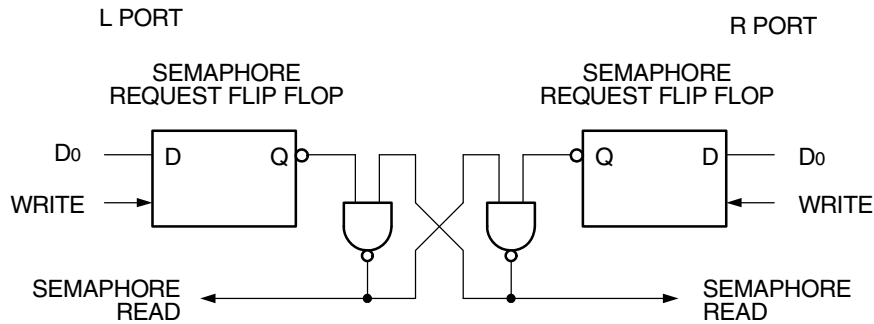 L PORT
R PORT
SEMAPHORE
REQUEST FLIP FLOP
SEMAPHORE
REQUEST FLIP FLOP
D0
D
Q
Q
D
D0
WRITE
WRITE
SEMAPHORE
READ
SEMAPHORE
READ